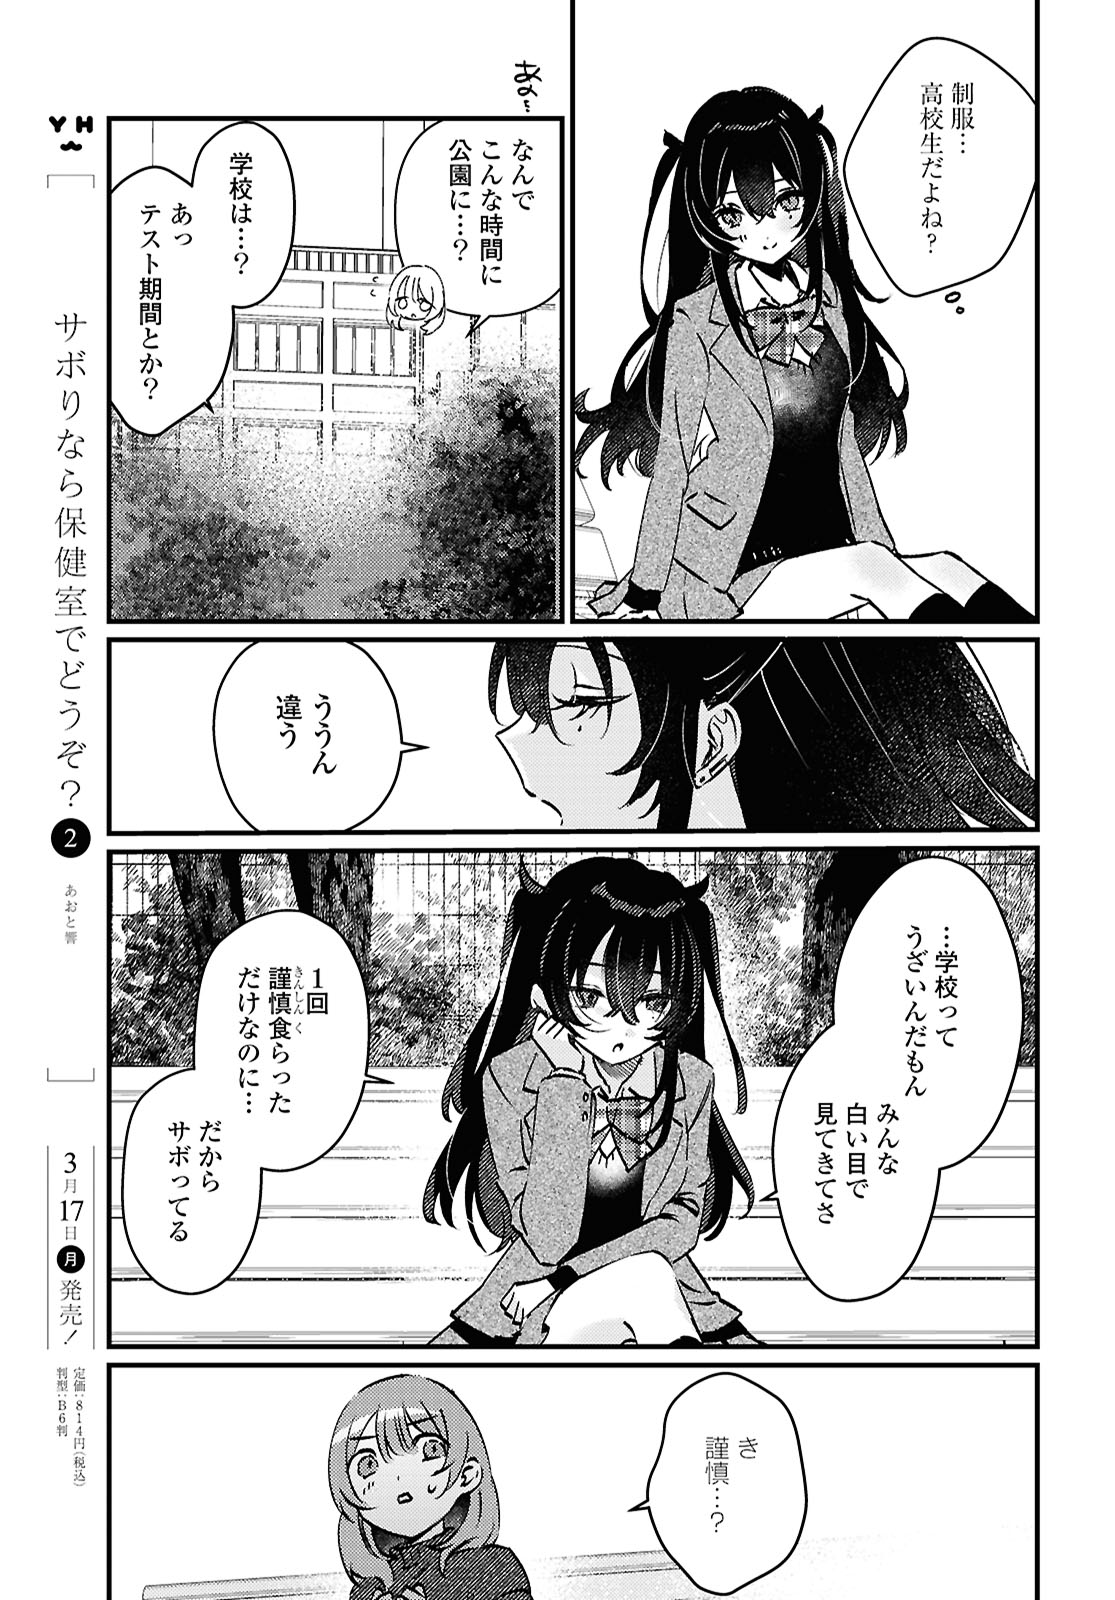 制服…
高校生だよね?
あの…
なんで
こんな時間に
公園に…?
学校は…?
あっ
テスト期間とか?
ううん
違う
…学校って
うざいんだもん
みんな
白い目で
見てきてさ
1回
謹慎食らった
きんしんく
だけなのに…
だから
サボってる
き
謹慎…?
YH
サボりなら保健室でどうぞ? 2
あおと響
3月17日月発売!
定価:814円(税込)
判型:B6判